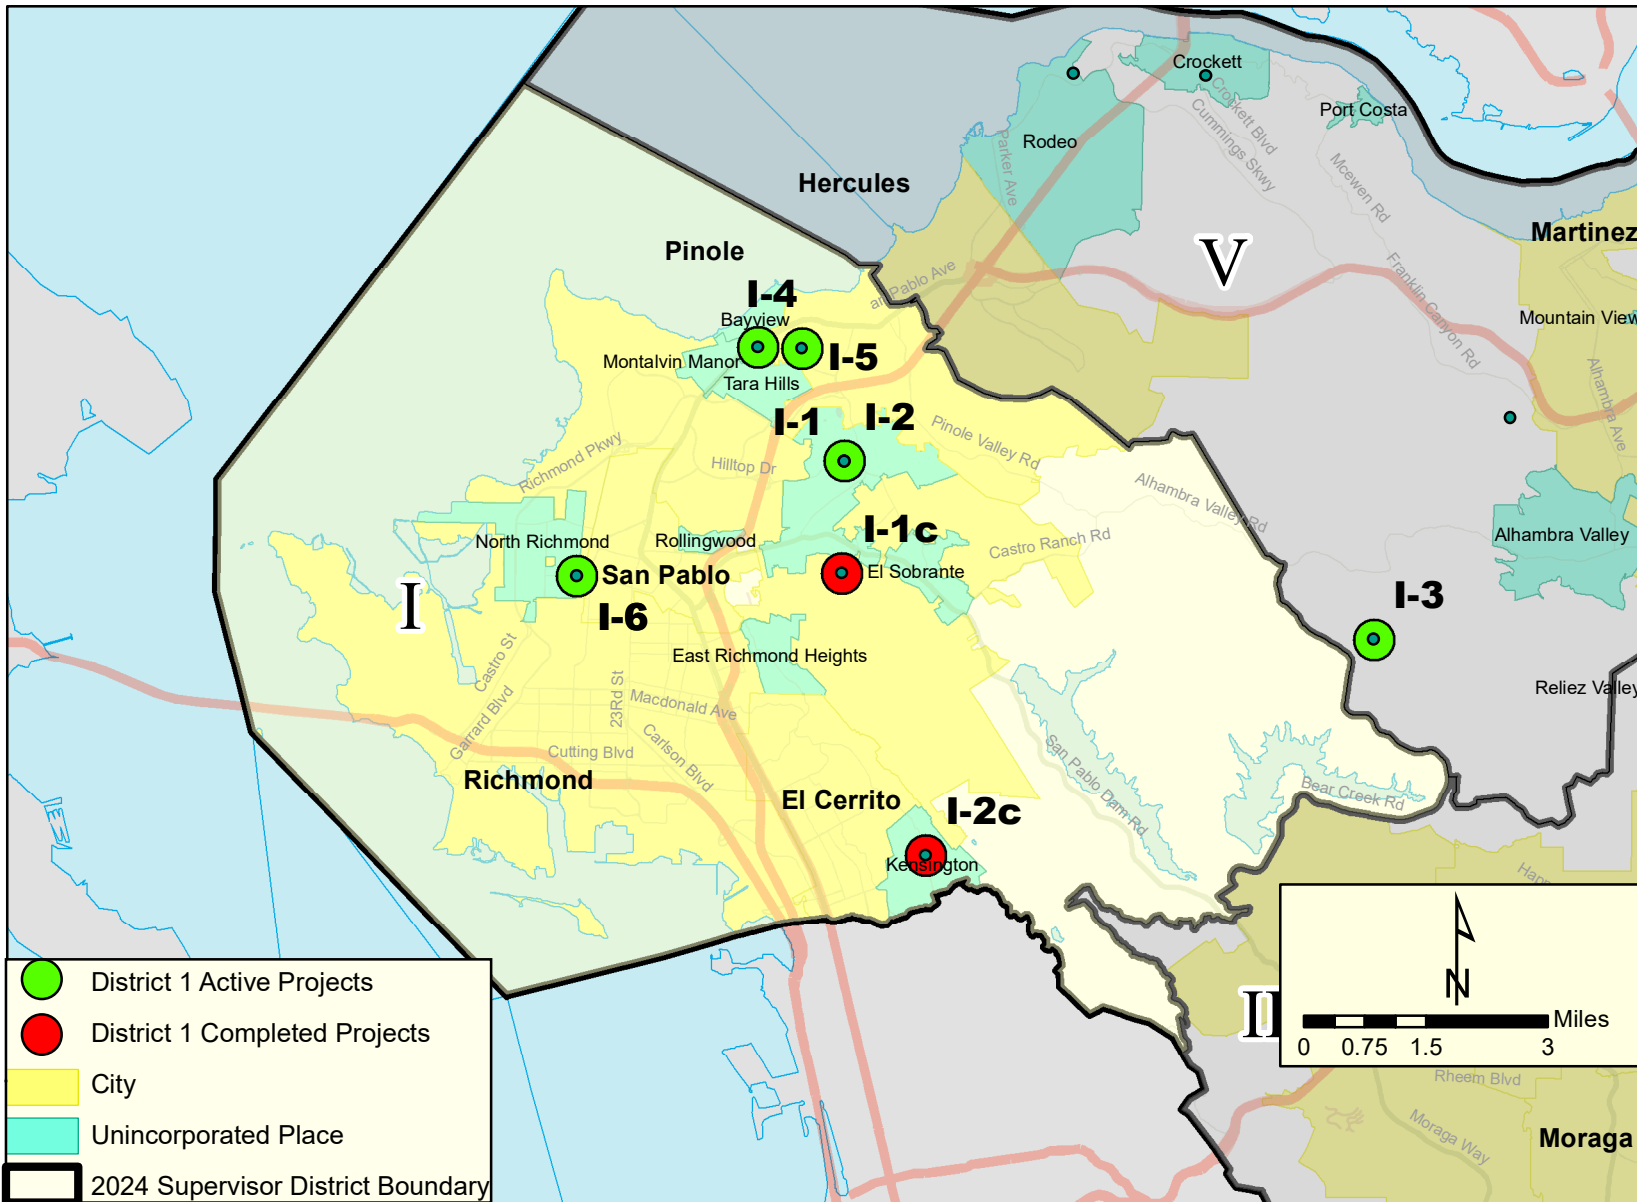 Crockett
Crockett Blvd
Cummings Skwy
Port Costa
Rodeo
Parker Ave
Mcewen Rd
Hercules
Martinez
V
Pinole
Franklin Canyon Rd
an Pablo Ave
I-4
Bayview
Mountain View
I-5
Montalvin Manor
Tara Hills
Alhambra Ave
I-1
I-2
Pinole Valley Rd
Richmond Pkwy
Hilltop Dr
Alhambra Valley Rd
I-1c
North Richmond
Rollingwood
Castro Ranch Rd
Alhambra Valley
San Pablo
El Sobrante
I
I-6
I-3
East Richmond Heights
Castro St
Reliez Valley
23Rd St
Macdonald Ave
Garrard Blvd
Cutting Blvd
Carlson Blvd
San Pablo Dam Rd
Richmond
Bear Creek Rd
El Cerrito
I-2c
Kensington
N
Miles
0 0.75 1.5 3
Rheem Blvd
Moraga Way
Moraga
District 1 Active Projects
District 1 Completed Projects
City
Unincorporated Place
2024 Supervisor District Boundary